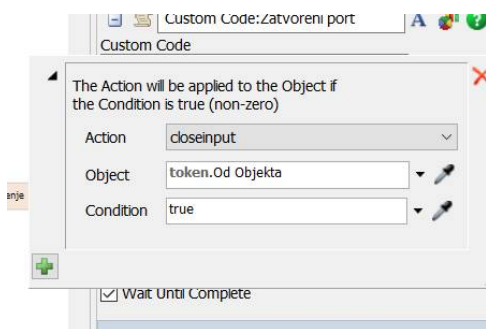 Custom Code:Zatvoreni port
Custom Code
The Action will be applied to the Object if
the Condition is true (non-zero)
Action closeinput
Object token.Od Objekta
enje
Condition true
Wait Until Complete